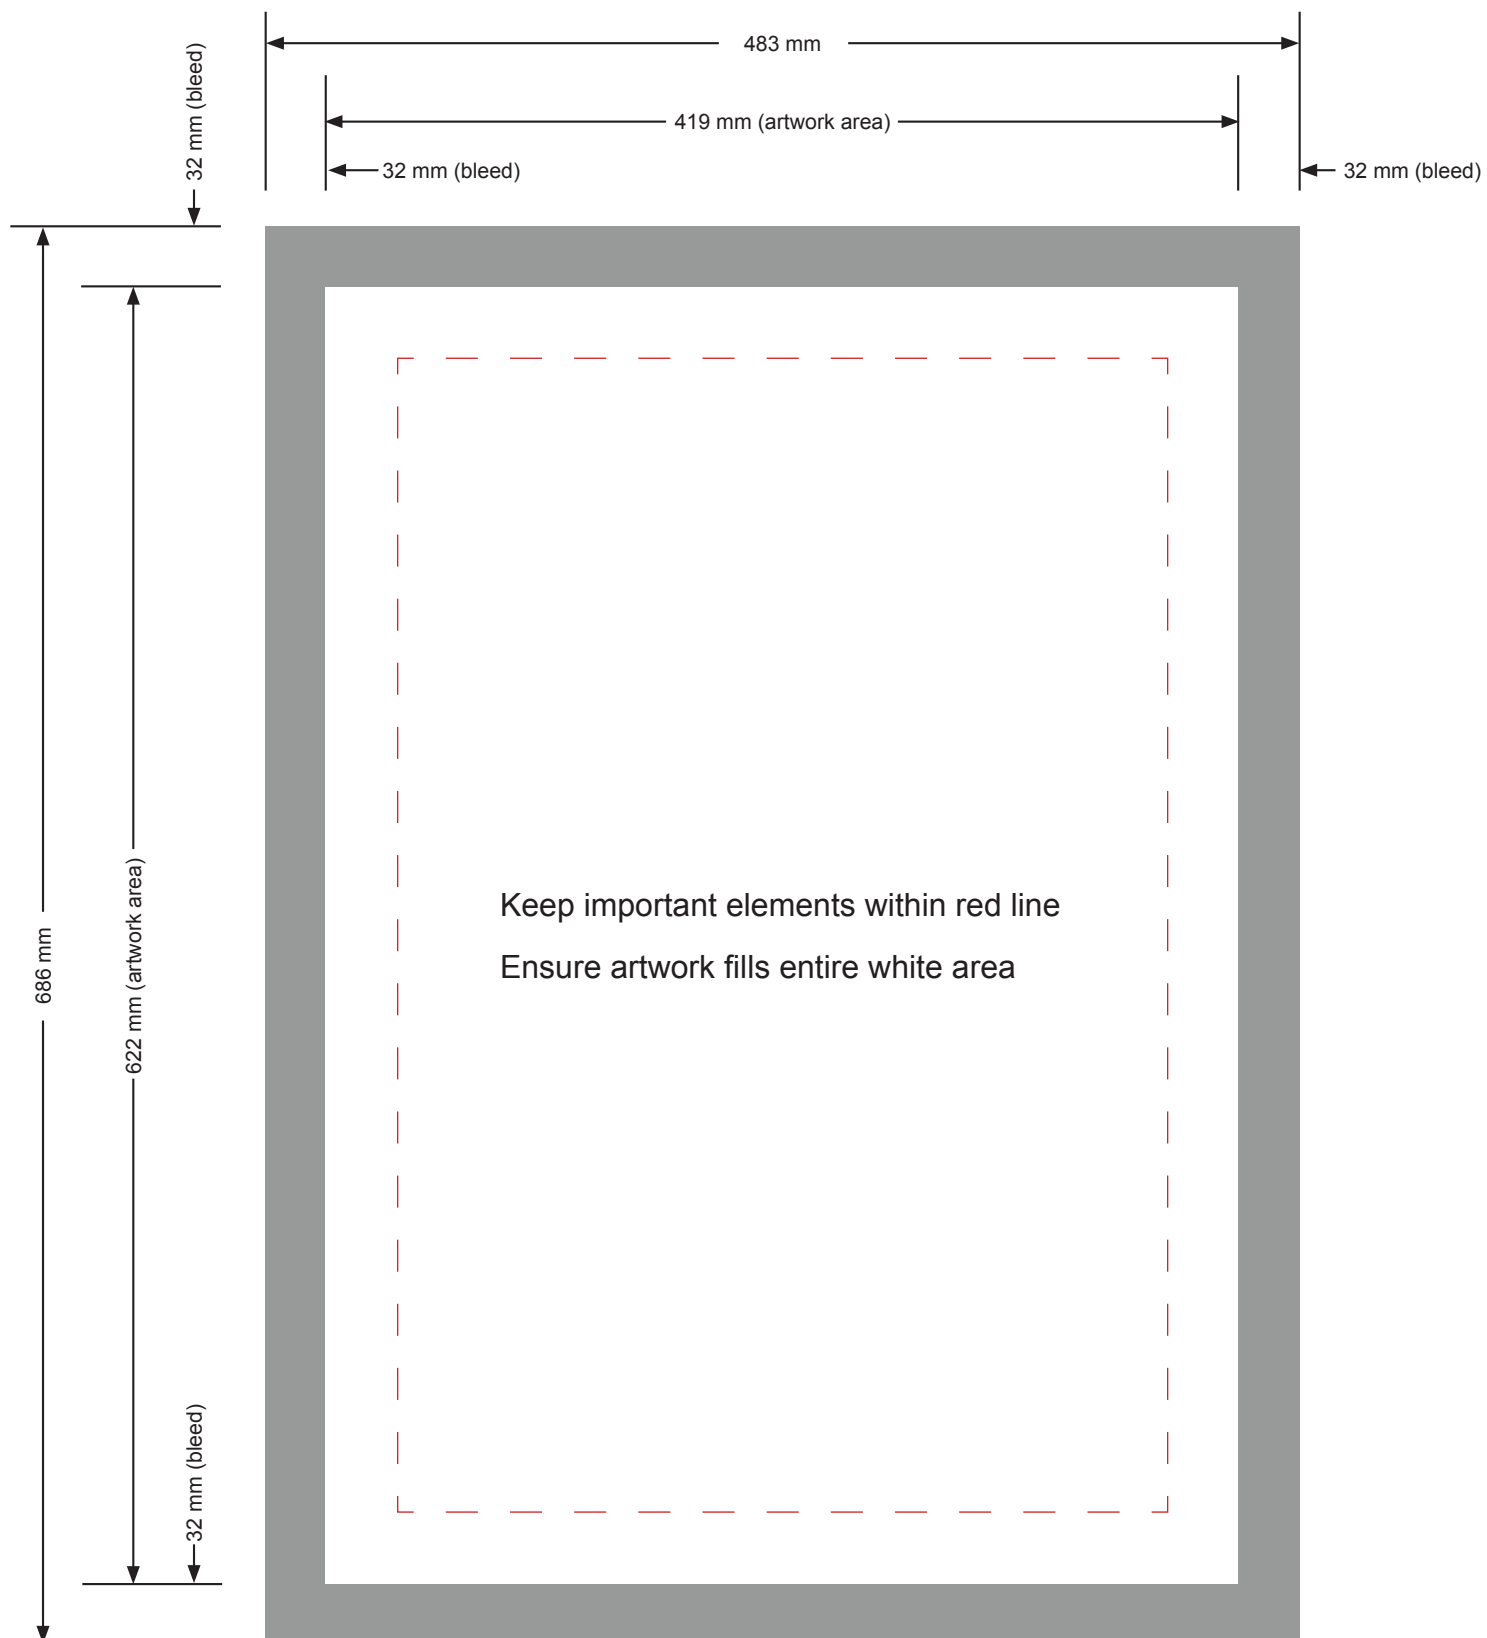 483 mm
419 mm (artwork area)
32 mm (bleed)
32 mm (bleed)
32 mm (bleed)
686 mm
622 mm (artwork area)
Keep important elements within red line
Ensure artwork fills entire white area
32 mm (bleed)